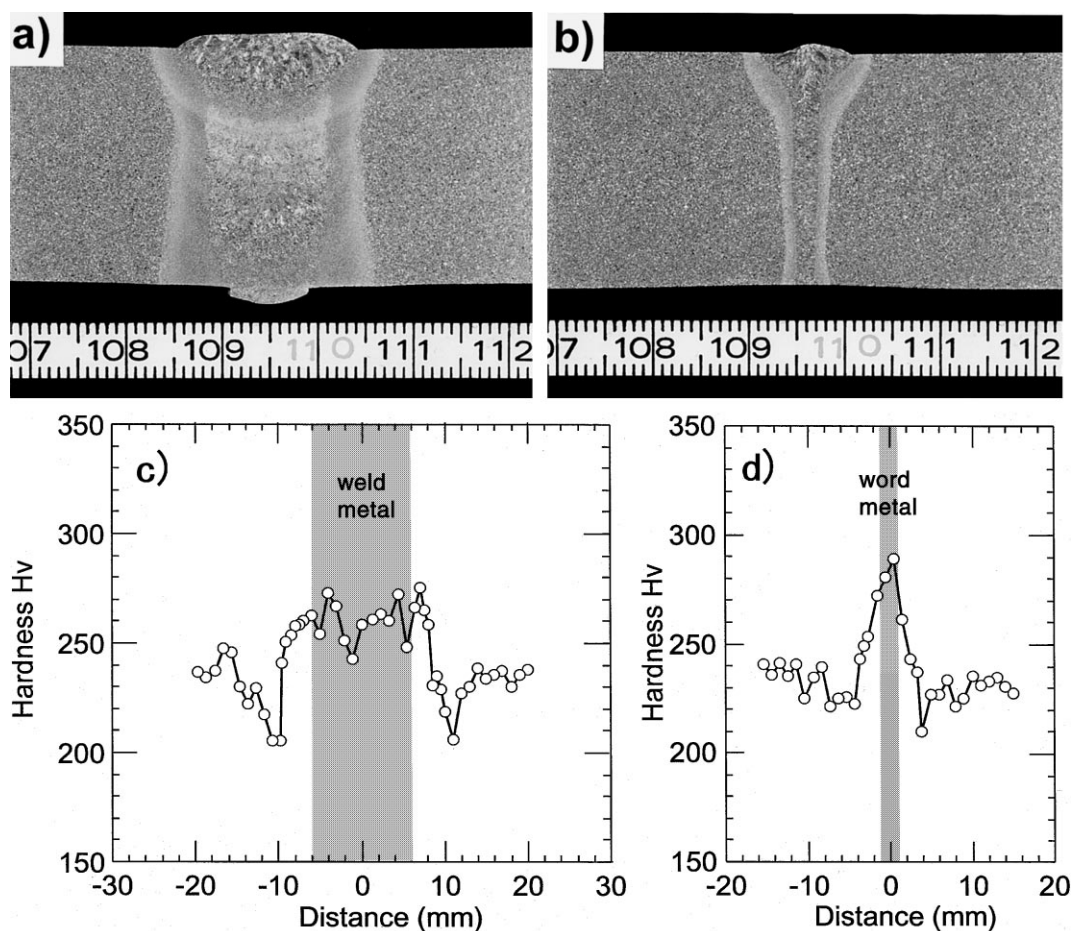 a)
b)
07 108 109 110 111 112
07 108 109 110 111 112
c)
350
300
250
200
150
Hardness Hv
weld
metal
-30 -20 -10 0 10 20 30
Distance (mm)
d)
350
300
250
200
150
Hardness Hv
word
metal
-20 -10 0 10 20
Distance (mm)